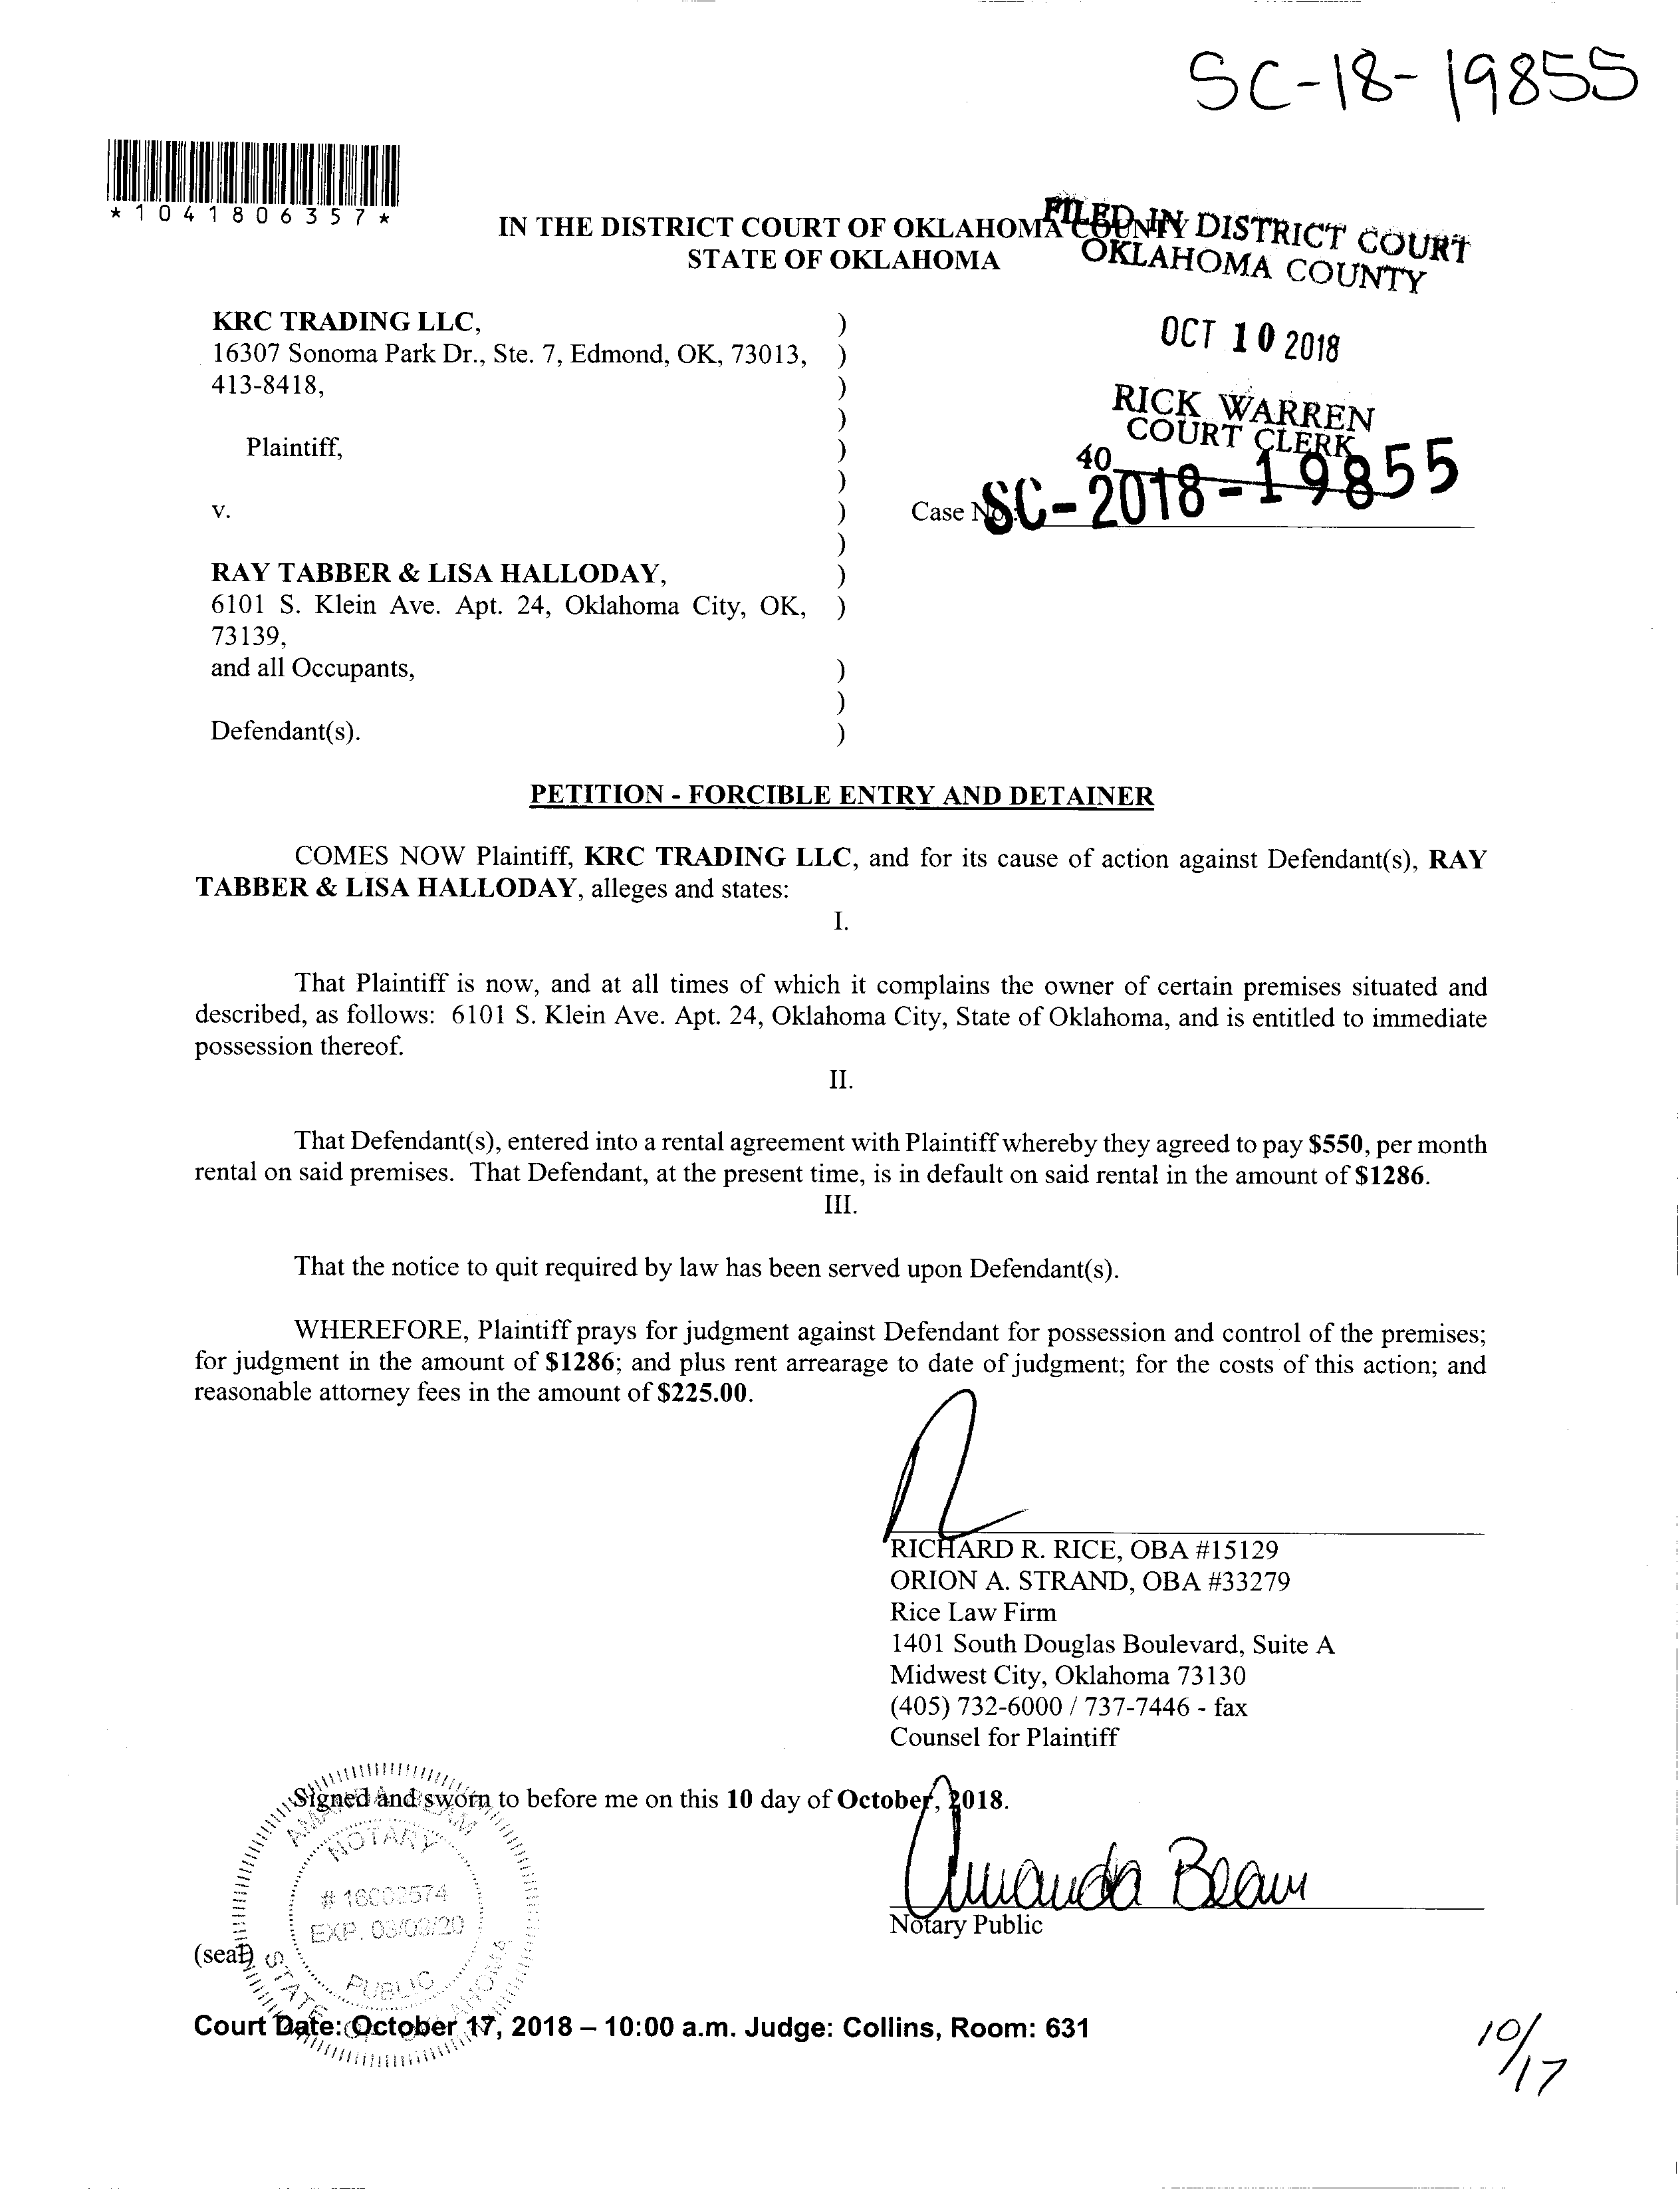 SC-18-19855
*1041806357*
IN THE DISTRICT COURT OF OKLAHOMA COUNTY
STATE OF OKLAHOMA
FILED IN DISTRICT COURT
OKLAHOMA COUNTY
OCT 10 2018
RICK WARREN
COURT CLERK
40
KRC TRADING LLC, )
16307 Sonoma Park Dr., Ste. 7, Edmond, OK, 73013, )
413-8418, )
)
Plaintiff, )
)
v. ) Case No.: SC-2018-19855
)
RAY TABBER & LISA HALLODAY, )
6101 S. Klein Ave. Apt. 24, Oklahoma City, OK, )
73139,
and all Occupants, )
)
Defendant(s). )
PETITION - FORCIBLE ENTRY AND DETAINER
COMES NOW Plaintiff, KRC TRADING LLC, and for its cause of action against Defendant(s), RAY
TABBER & LISA HALLODAY, alleges and states:
I.
That Plaintiff is now, and at all times of which it complains the owner of certain premises situated and
described, as follows: 6101 S. Klein Ave. Apt. 24, Oklahoma City, State of Oklahoma, and is entitled to immediate
possession thereof.
II.
That Defendant(s), entered into a rental agreement with Plaintiff whereby they agreed to pay $550, per month
rental on said premises. That Defendant, at the present time, is in default on said rental in the amount of $1286.
III.
That the notice to quit required by law has been served upon Defendant(s).
WHEREFORE, Plaintiff prays for judgment against Defendant for possession and control of the premises;
for judgment in the amount of $1286; and plus rent arrearage to date of judgment; for the costs of this action; and
reasonable attorney fees in the amount of $225.00.
RICHARD R. RICE, OBA #15129
ORION A. STRAND, OBA #33279
Rice Law Firm
1401 South Douglas Boulevard, Suite A
Midwest City, Oklahoma 73130
(405) 732-6000 / 737-7446 - fax
Counsel for Plaintiff
Signed and sworn to before me on this 10 day of October, 2018.
Amanda Beam
Notary Public
AMANDA BEAM
NOTARY
# 16002574
EXP. 03/09/20
PUBLIC
STATE OF OKLAHOMA
(seal)
Court Date: October 17, 2018 – 10:00 a.m. Judge: Collins, Room: 631
10/17